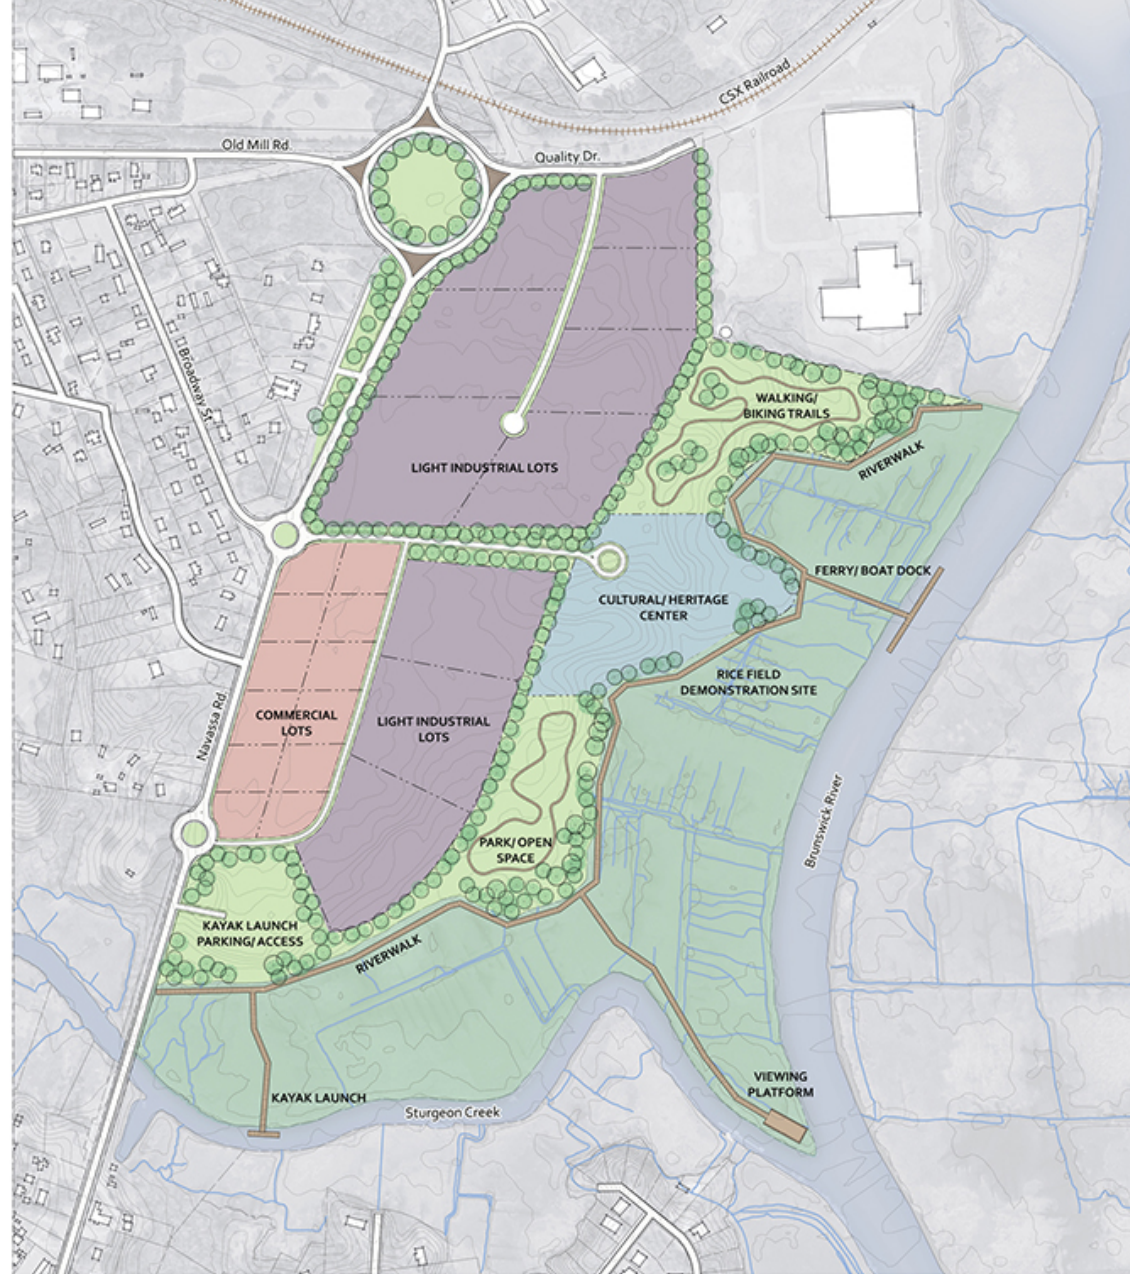 CSX Railroad
Old Mill Rd.
Quality Dr.
Broadway St.
WALKING/
BIKING TRAILS
RIVERWALK
LIGHT INDUSTRIAL LOTS
FERRY/ BOAT DOCK
CULTURAL/ HERITAGE
CENTER
RICE FIELD
DEMONSTRATION SITE
Navassa Rd.
COMMERCIAL
LOTS
LIGHT INDUSTRIAL
LOTS
Brunswick River
PARK/ OPEN
SPACE
KAYAK LAUNCH
PARKING/ ACCESS
RIVERWALK
VIEWING
PLATFORM
KAYAK LAUNCH
Sturgeon Creek